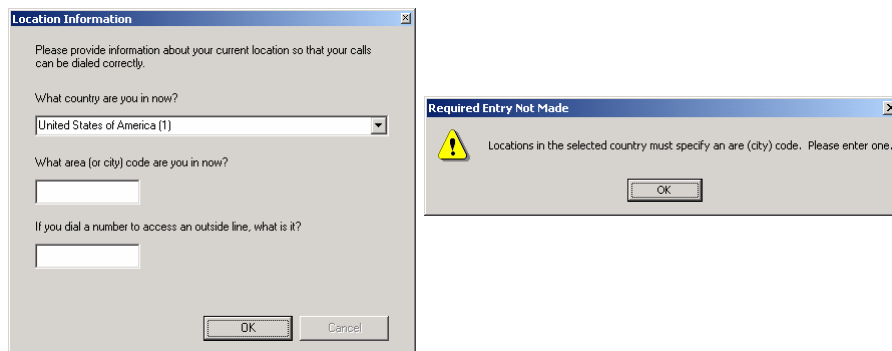 Location Information
Please provide information about your current location so that your calls
can be dialed correctly.
What country are you in now?
United States of America (1)
What area (or city) code are you in now?
If you dial a number to access an outside line, what is it?
OK
Cancel
Required Entry Not Made
Locations in the selected country must specify an are (city) code.  Please enter one.
OK